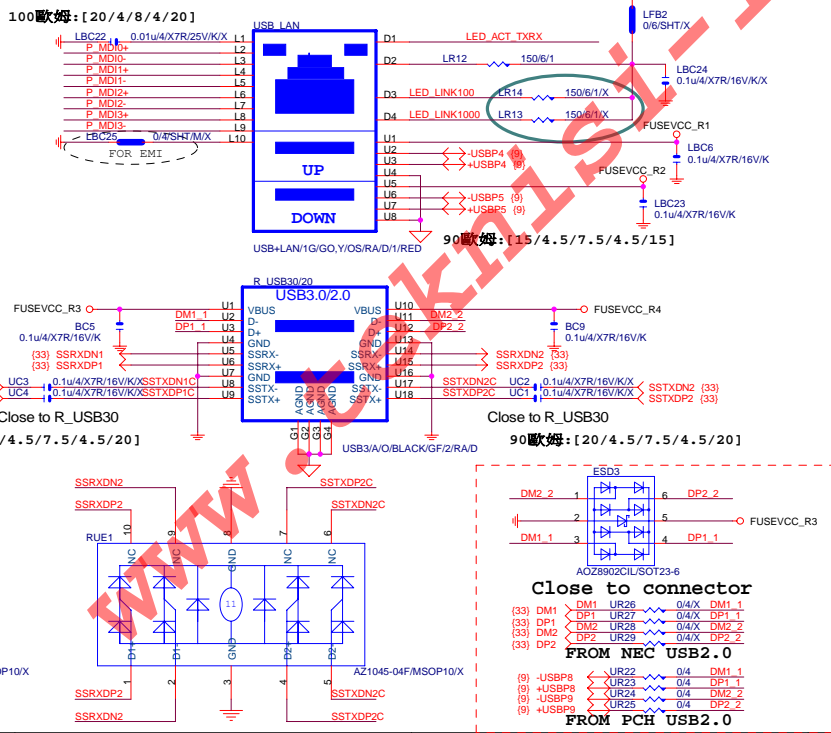 100歐姆:[20/4/8/4/20]
USB_LAN
LFB2
0/6/SHT/X
LBC22 0.01u/4/X7R/25V/K/X L1
P_MDI0+ L2
P_MDI0- L3
P_MDI1+ L4
P_MDI1- L5
P_MDI2+ L6
P_MDI2- L7
P_MDI3+ L8
P_MDI3- L9
LBC25 0/4/SHT/M/X L10
FOR EMI
UP
DOWN
D1 LED_ACT_TXRX
D2 LR12 150/6/1
LBC24
0.1u/4/X7R/16V/K/X
D3 LED_LINK100 LR14 150/6/1/X
D4 LED_LINK1000 LR13 150/6/1/X
FUSEVCC_R1
U1
U2 -USBP4 {9}
U3 +USBP4 {9}
U4
U5
U6 -USBP5 {9}
U7 +USBP5 {9}
U8
LBC6
0.1u/4/X7R/16V/K
FUSEVCC_R2
LBC23
0.1u/4/X7R/16V/K
USB+LAN/1G/GO,Y/OS/RA/D/1/RED
90歐姆:[15/4.5/7.5/4.5/15]
R_USB30/20
USB3.0/2.0
FUSEVCC_R3 U1 VBUS VBUS U10 FUSEVCC_R4
DM1_1 U2 D- D- U11 DM2_2
DP1_1 U3 D+ D+ U12 DP2_2
BC5
0.1u/4/X7R/16V/K
BC9
0.1u/4/X7R/16V/K
U4 GND GND U13
{33} SSRXDN1 U5 SSRX- SSRX- U14 SSRXDN2 {33}
{33} SSRXDP1 U6 SSRX+ SSRX+ U15 SSRXDP2 {33}
U7 GND GND U16
UC3 0.1u/4/X7R/16V/K/X SSTXDN1C U8 SSTX- SSTX- U17 SSTXDN2C UC2 0.1u/4/X7R/16V/K/X SSTXDN2 {33}
UC4 0.1u/4/X7R/16V/K/X SSTXDP1C U9 SSTX+ SSTX+ U18 SSTXDP2C UC1 0.1u/4/X7R/16V/K/X SSTXDP2 {33}
AGND AGND AGND AGND
G1 G2 G3 G4
Close to R_USB30
Close to R_USB30
/4.5/7.5/4.5/20]
USB3/A/O/BLACK/GF/2/RA/D
90歐姆:[20/4.5/7.5/4.5/20]
SSRXDN2
SSRXDP2
SSTXDP2C
SSTXDN2C
RUE1
10 9 8 7 6
NC NC GND NC NC
11
D1+ D1- GND D2+ D2-
1 2 3 4 5
OP10/X
AZ1045-04F/MSOP10/X
SSRXDP2
SSRXDN2
SSTXDN2C
SSTXDP2C
ESD3
DM2_2 1 6 DP2_2
2 5 FUSEVCC_R3
DM1_1 3 4 DP1_1
AOZ8902CIL/SOT23-6
Close to connector
{33} DM1 DM1 UR26 0/4/X DM1_1
{33} DP1 DP1 UR27 0/4/X DP1_1
{33} DM2 DM2 UR28 0/4/X DM2_2
{33} DP2 DP2 UR29 0/4/X DP2_2
FROM NEC USB2.0
{9} -USBP8 UR22 0/4 DM1_1
{9} +USBP8 UR23 0/4 DP1_1
{9} -USBP9 UR24 0/4 DM2_2
{9} +USBP9 UR25 0/4 DP2_2
FROM PCH USB2.0
www.teknisi-